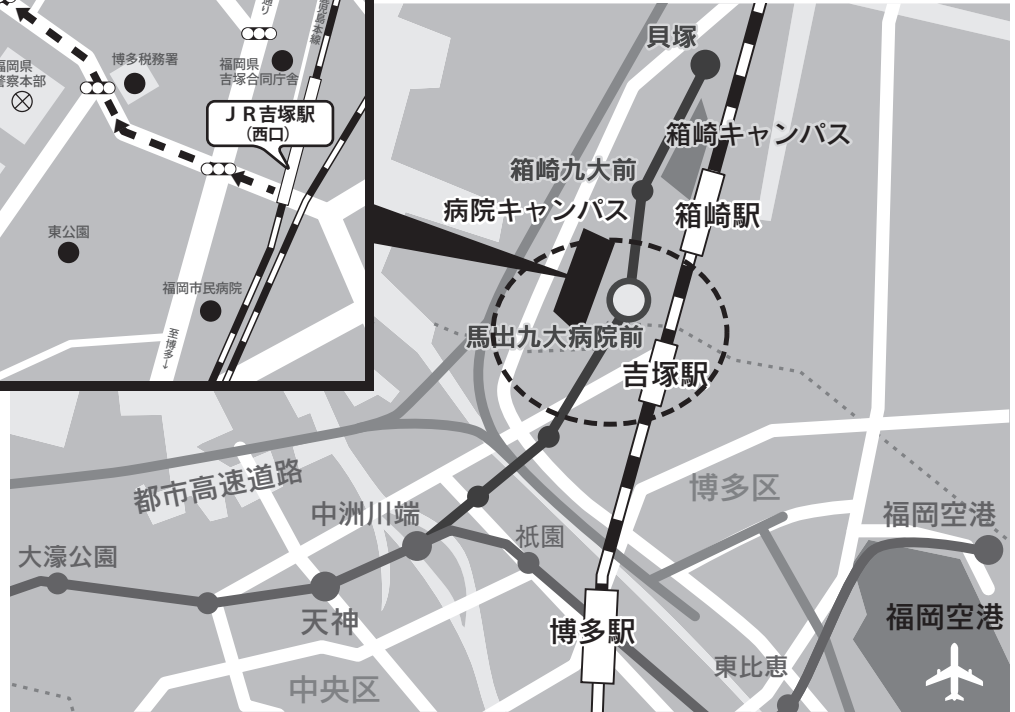 博多税務署
福岡県
吉塚合同庁舎
福岡県
警察本部
ＪＲ吉塚駅
（西口）
東公園
福岡市民病院
至博多→
貝塚
箱崎キャンパス
箱崎九大前
病院キャンパス
箱崎駅
馬出九大病院前
吉塚駅
都市高速道路
博多区
中洲川端
祇園
福岡空港
大濠公園
天神
博多駅
福岡空港
東比恵
中央区